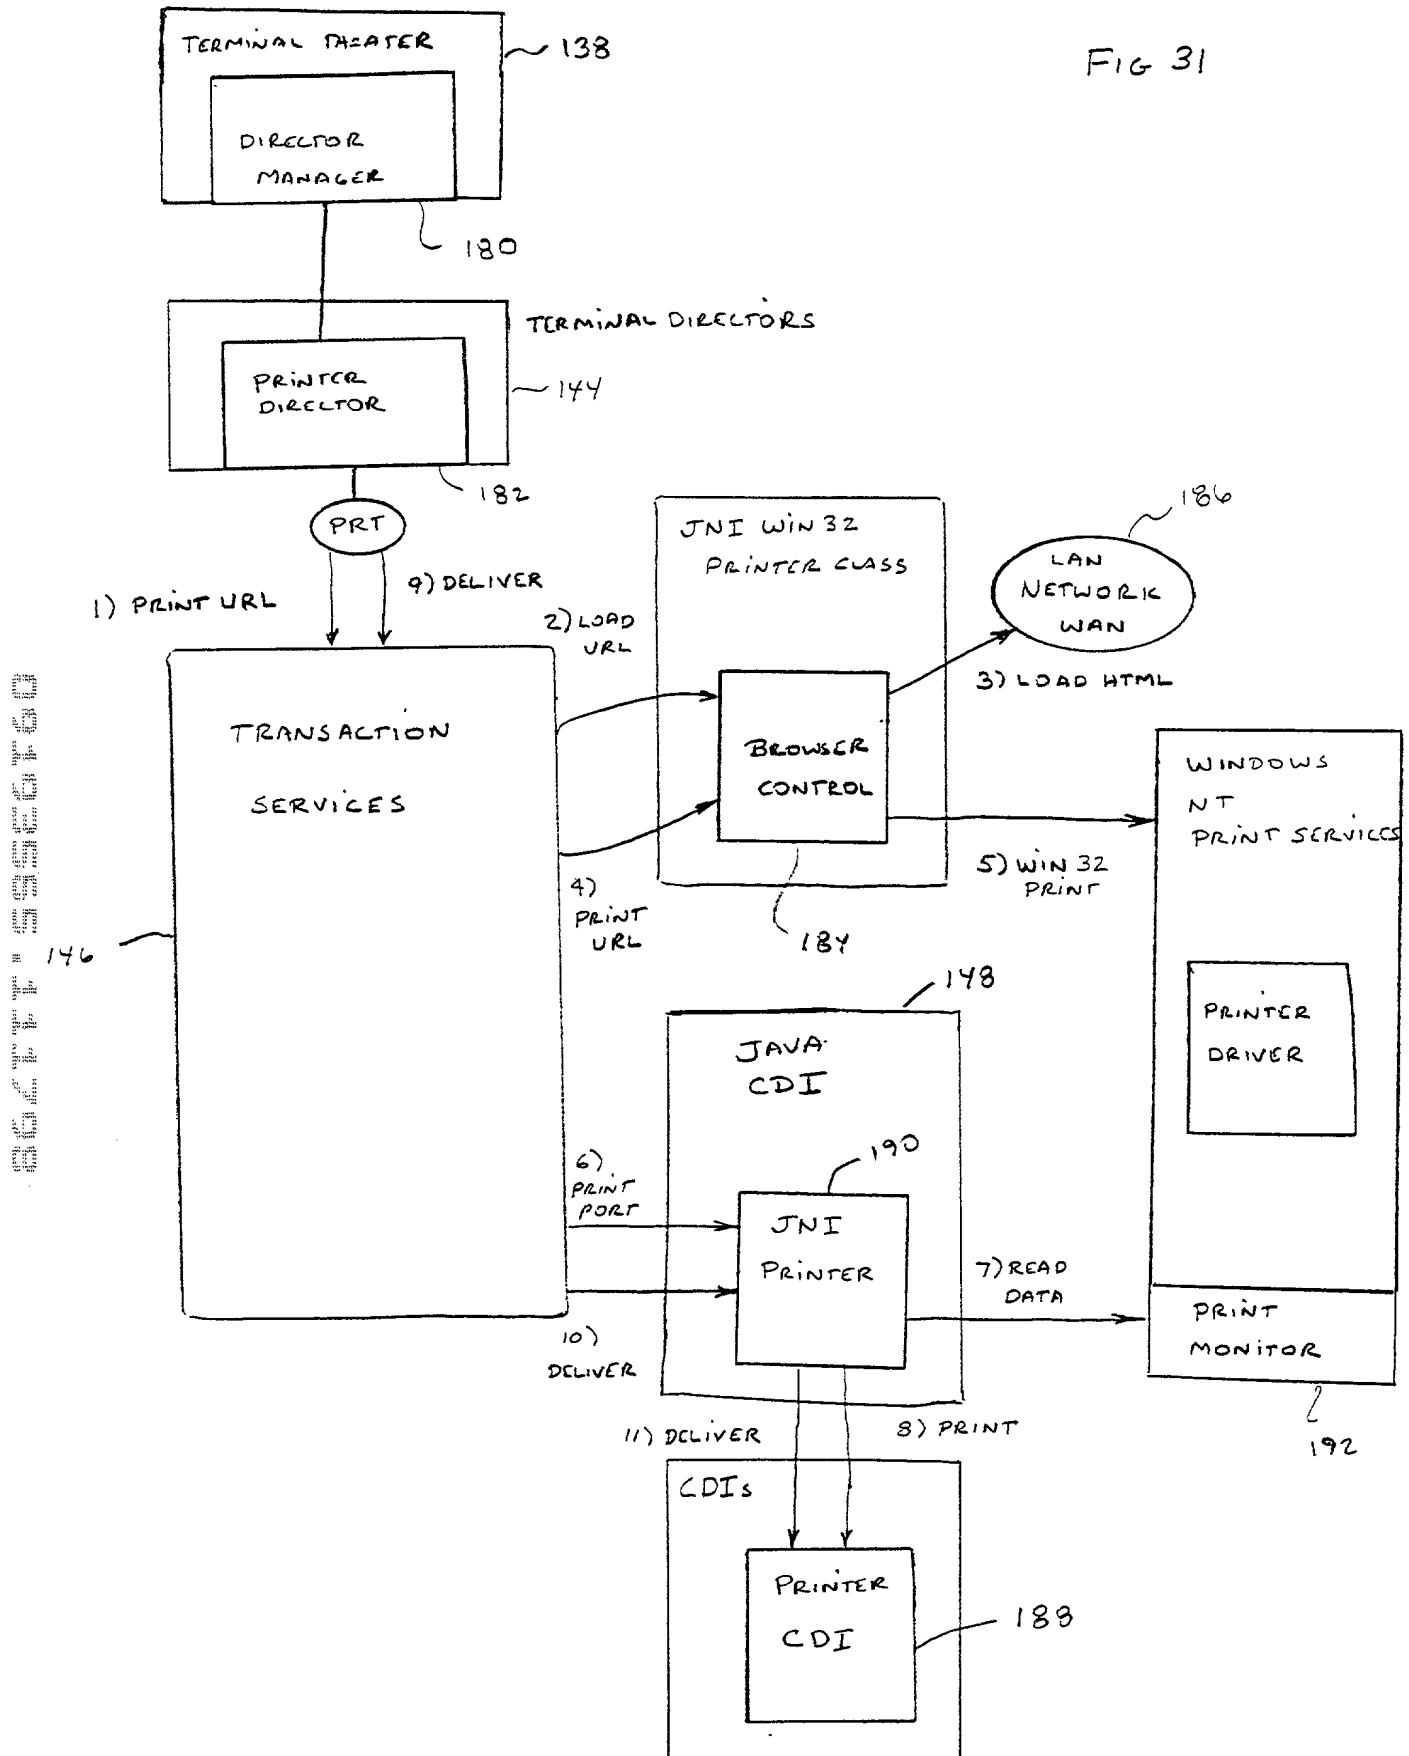 FIG 31
TERMINAL THEATER
138
DIRECTOR
MANAGER
180
TERMINAL DIRECTORS
PRINTER
DIRECTOR
144
182
PRT
1) PRINT URL
9) DELIVER
TRANSACTION
SERVICES
146
2) LOAD
URL
JNI WIN 32
PRINTER CLASS
BROWSER
CONTROL
184
186
LAN
NETWORK
WAN
3) LOAD HTML
4)
PRINT
URL
5) WIN 32
PRINT
WINDOWS
NT
PRINT SERVICES
PRINTER
DRIVER
PRINT
MONITOR
192
148
JAVA
CDI
190
JNI
PRINTER
6)
PRINT
PORT
7) READ
DATA
10)
DELIVER
11) DELIVER
8) PRINT
CDIs
PRINTER
CDI
188